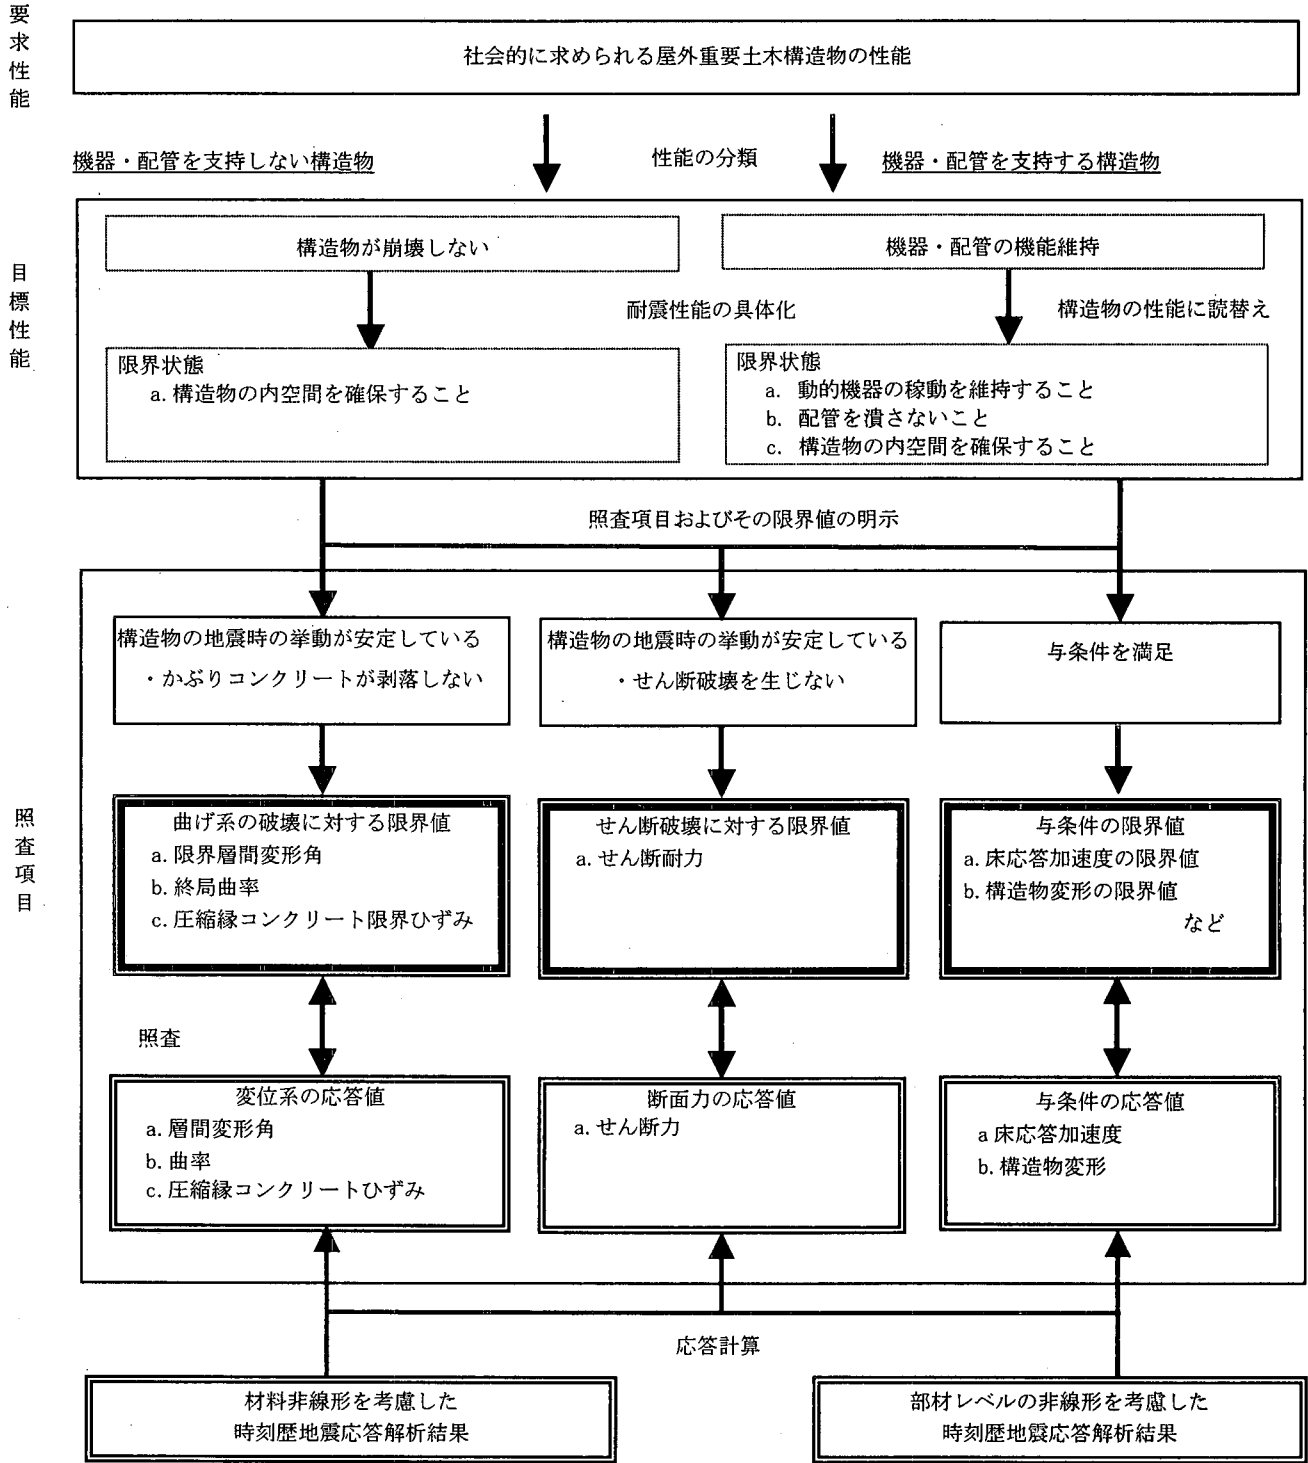 要求性能
社会的に求められる屋外重要土木構造物の性能
機器・配管を支持しない構造物
性能の分類
機器・配管を支持する構造物
目標性能
構造物が崩壊しない
機器・配管の機能維持
耐震性能の具体化
構造物の性能に読替え
限界状態
a. 構造物の内空間を確保すること
限界状態
a. 動的機器の稼動を維持すること
b. 配管を潰さないこと
c. 構造物の内空間を確保すること
照査項目およびその限界値の明示
照査項目
構造物の地震時の挙動が安定している
・かぶりコンクリートが剥落しない
構造物の地震時の挙動が安定している
・せん断破壊を生じない
与条件を満足
曲げ系の破壊に対する限界値
a. 限界層間変形角
b. 終局曲率
c. 圧縮縁コンクリート限界ひずみ
せん断破壊に対する限界値
a. せん断耐力
与条件の限界値
a. 床応答加速度の限界値
b. 構造物変形の限界値
など
照査
変位系の応答値
a. 層間変形角
b. 曲率
c. 圧縮縁コンクリートひずみ
断面力の応答値
a. せん断力
与条件の応答値
a 床応答加速度
b. 構造物変形
応答計算
材料非線形を考慮した
時刻歴地震応答解析結果
部材レベルの非線形を考慮した
時刻歴地震応答解析結果